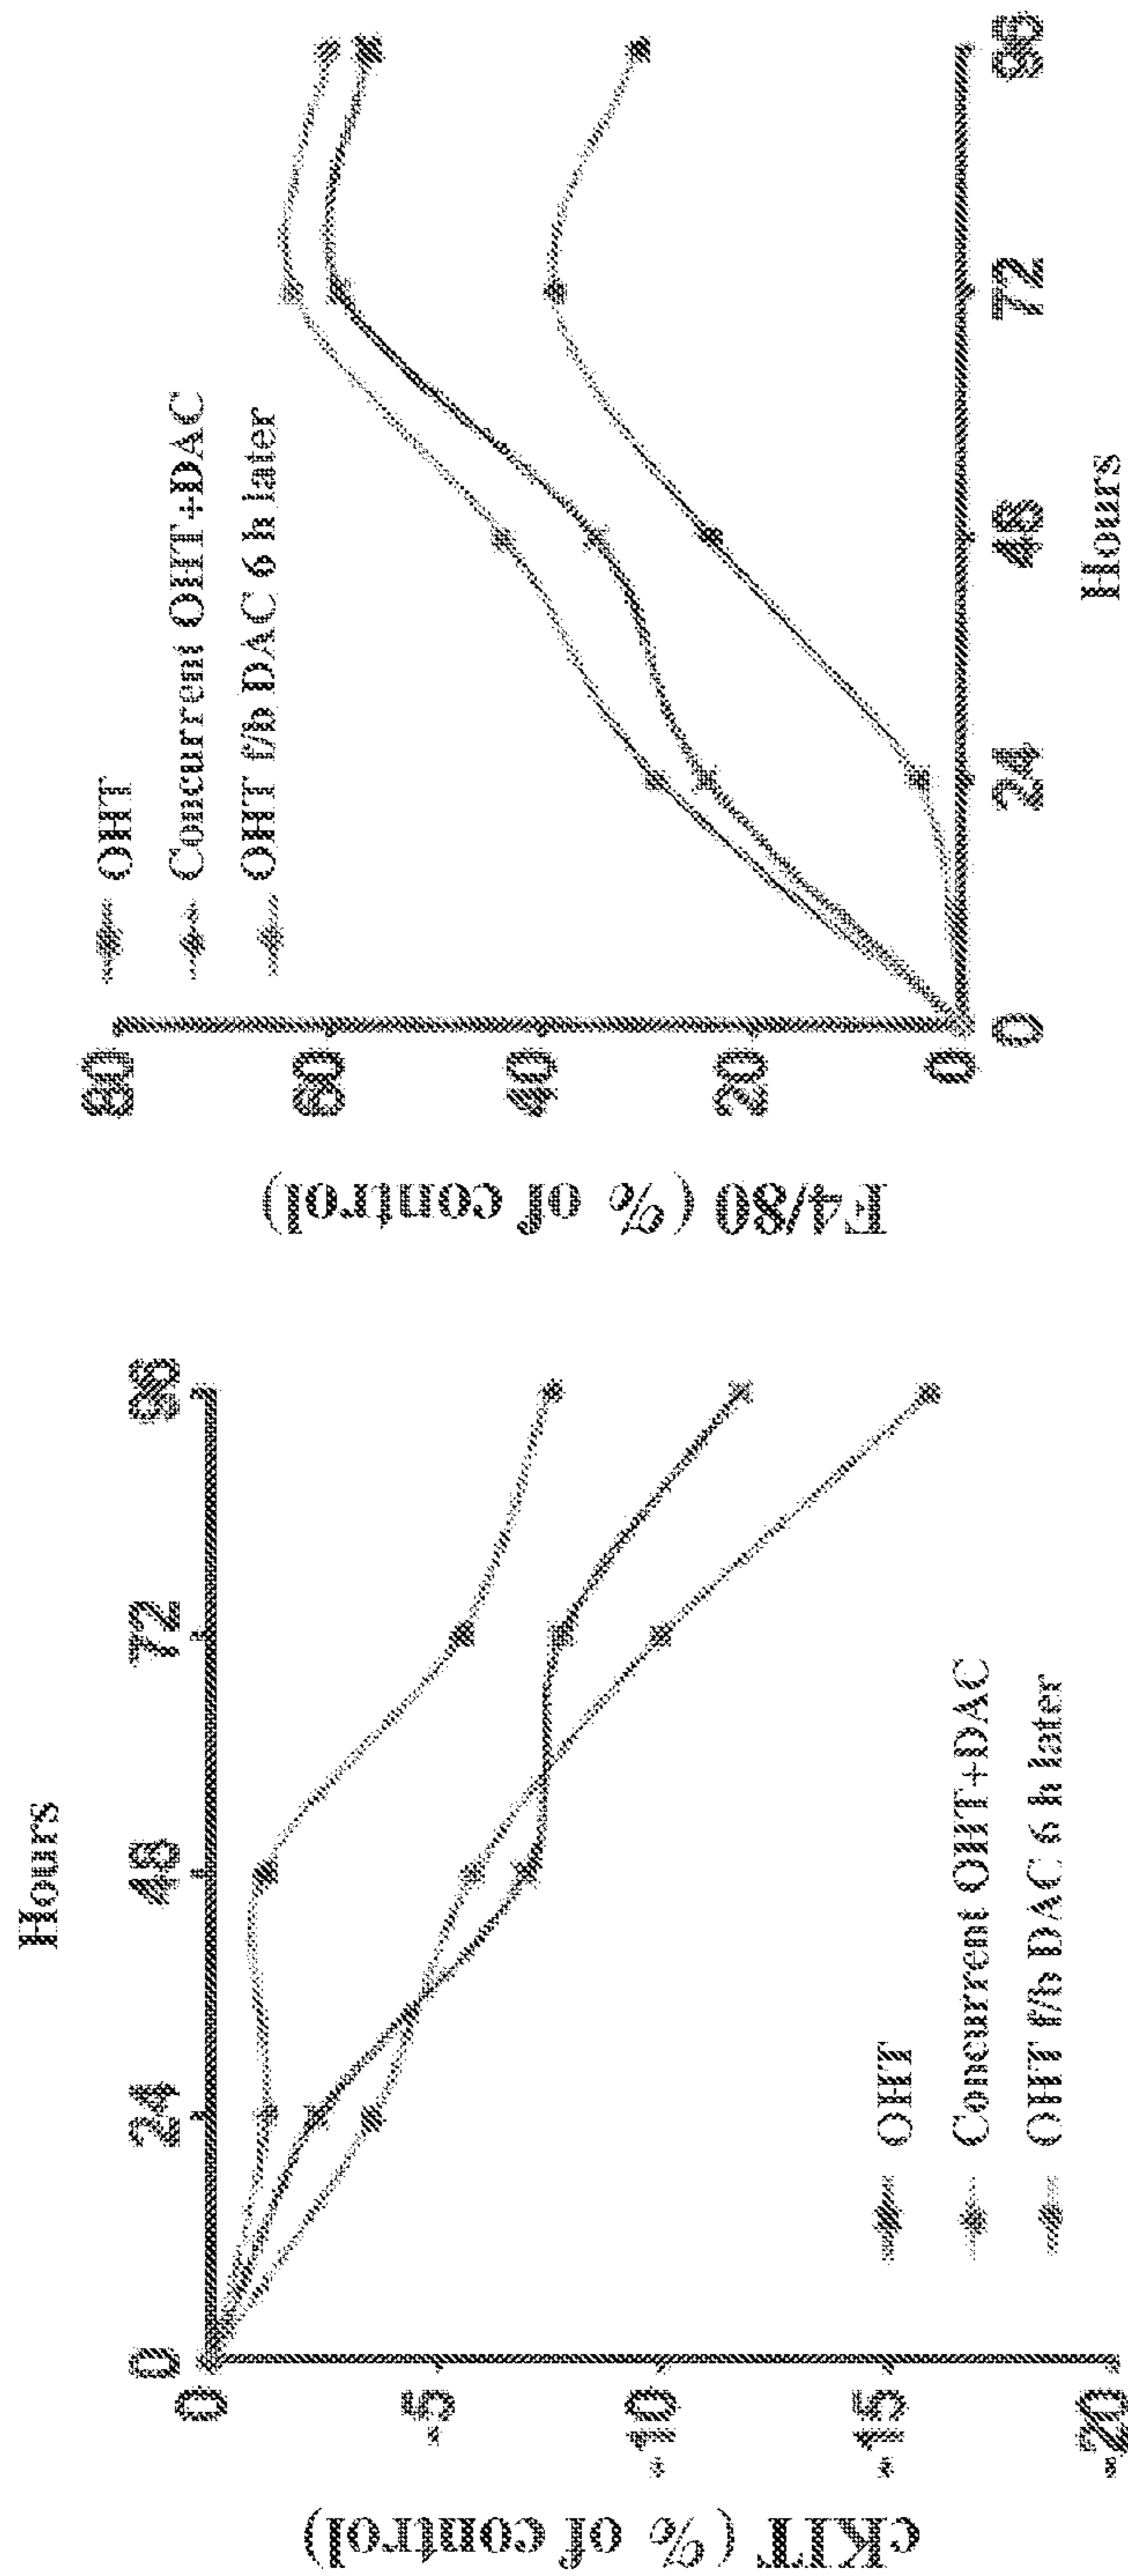 Hours
0
24
48
72
96
0
-5
-10
-15
-20
cKIT (% of control)
OHT
Concurrent OHT+DAC
OHT f/b DAC 6 h later
80
60
40
20
0
F4/80 (% of control)
OHT
Concurrent OHT+DAC
OHT f/b DAC 6 h later
0
24
48
72
96
Hours